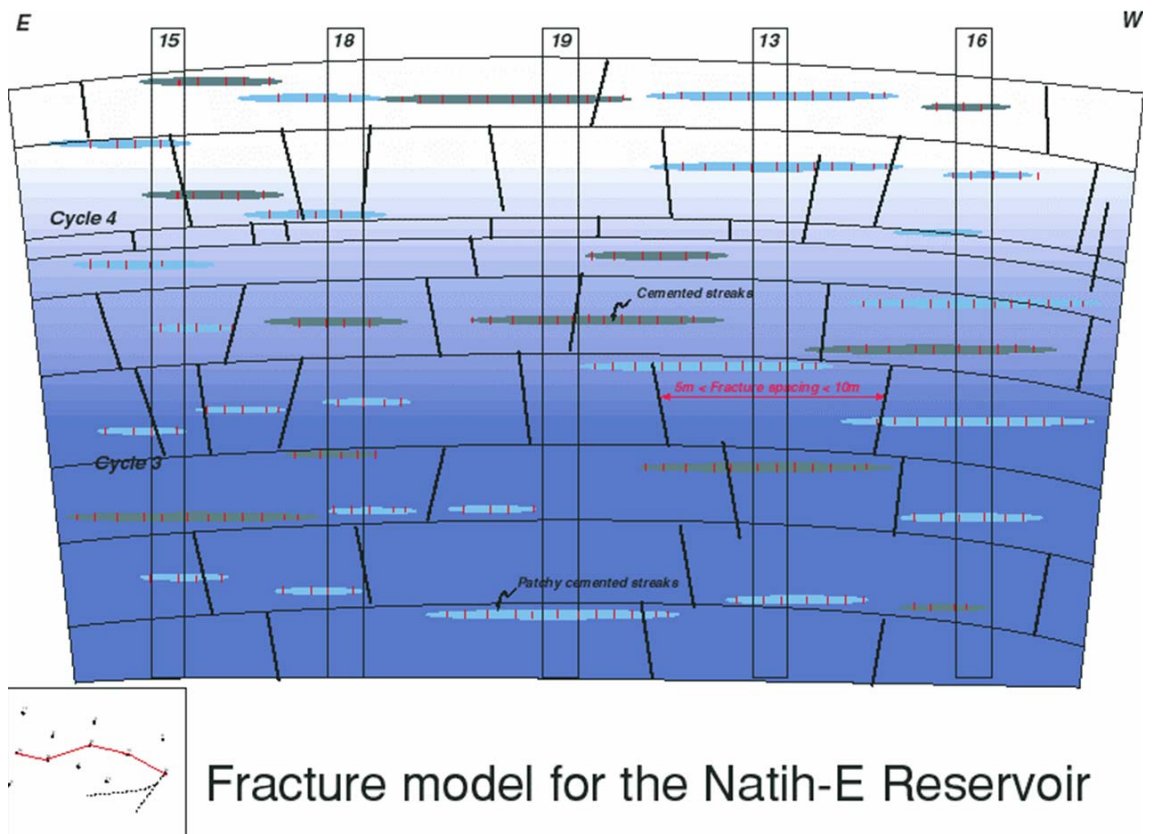 E
W
15
18
19
13
16
Cycle 4
Cemented streaks
5m < Fracture spacing < 10m
Cycle 3
Patchy cemented streaks
Fracture model for the Natih-E Reservoir